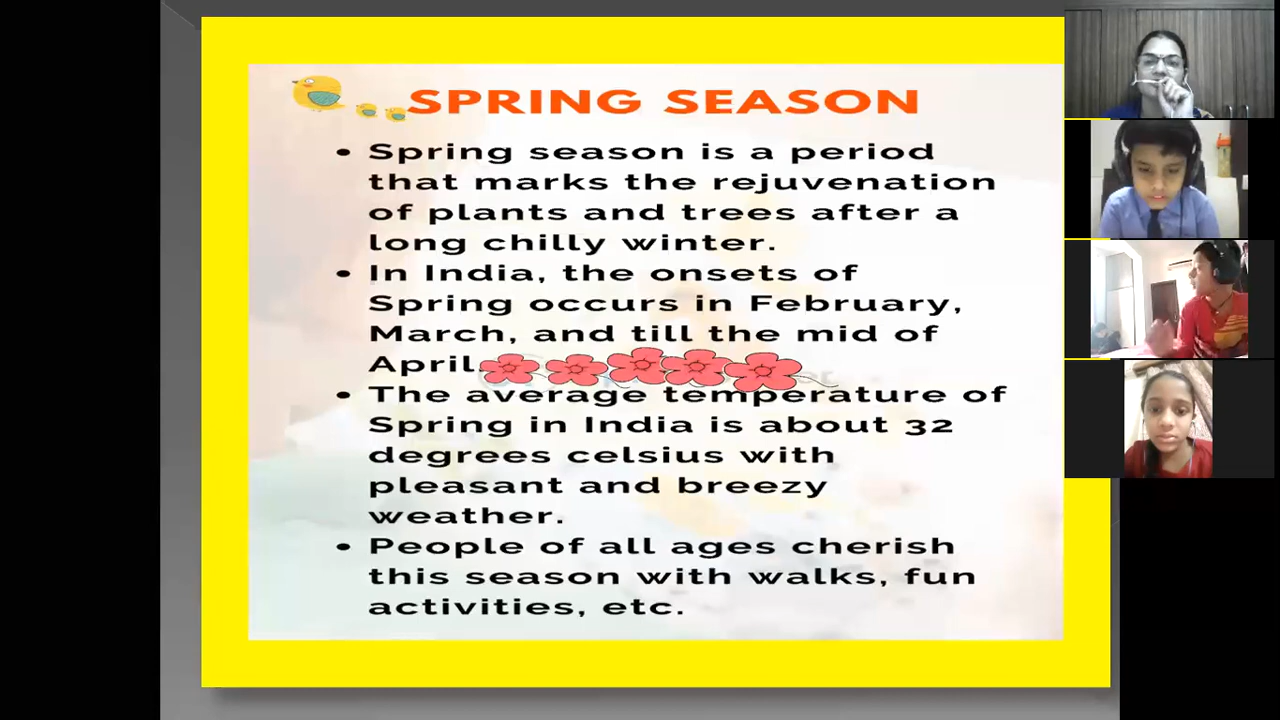 SPRING SEASON
• Spring season is a period
that marks the rejuvenation
of plants and trees after a
long chilly winter.
• In India, the onsets of
Spring occurs in February,
March, and till the mid of
April.
• The average temperature of
Spring in India is about 32
degrees celsius with
pleasant and breezy
weather.
• People of all ages cherish
this season with walks, fun
activities, etc.